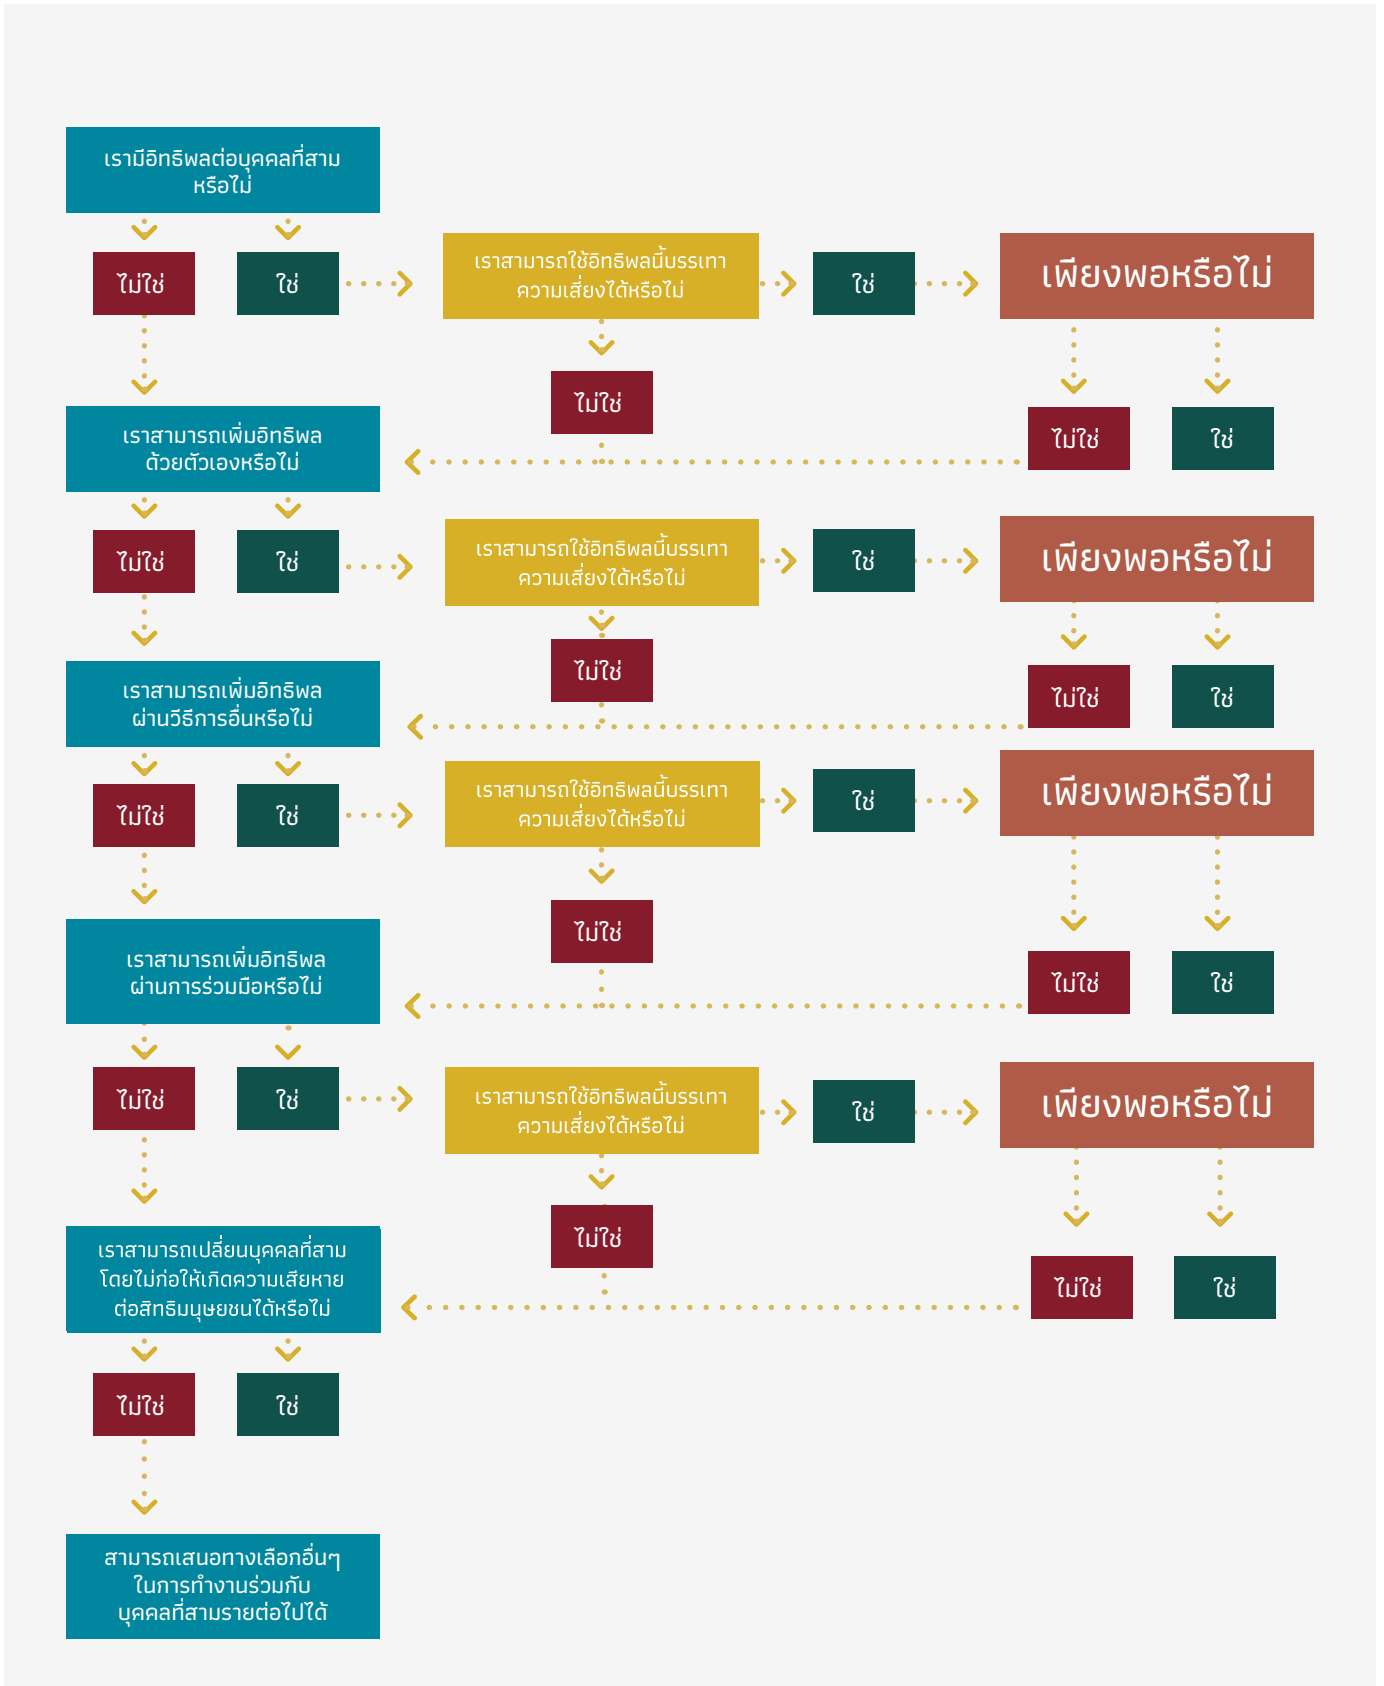 เรามีอิทธิพลต่อบุคคลที่สาม
หรือไม่
ไม่ใช่
ใช่
เราสามารถใช้อิทธิพลนี้บรรเทา
ความเสี่ยงได้หรือไม่
ใช่
เพียงพอหรือไม่
ไม่ใช่
ไม่ใช่
ใช่
เราสามารถเพิ่มอิทธิพล
ด้วยตัวเองหรือไม่
ไม่ใช่
ใช่
เราสามารถใช้อิทธิพลนี้บรรเทา
ความเสี่ยงได้หรือไม่
ใช่
เพียงพอหรือไม่
ไม่ใช่
ไม่ใช่
ใช่
เราสามารถเพิ่มอิทธิพล
ผ่านวิธีการอื่นหรือไม่
ไม่ใช่
ใช่
เราสามารถใช้อิทธิพลนี้บรรเทา
ความเสี่ยงได้หรือไม่
ใช่
เพียงพอหรือไม่
ไม่ใช่
ไม่ใช่
ใช่
เราสามารถเพิ่มอิทธิพล
ผ่านการร่วมมือหรือไม่
ไม่ใช่
ใช่
เราสามารถใช้อิทธิพลนี้บรรเทา
ความเสี่ยงได้หรือไม่
ใช่
เพียงพอหรือไม่
ไม่ใช่
ไม่ใช่
ใช่
เราสามารถเปลี่ยนบุคคลที่สาม
โดยไม่ก่อให้เกิดความเสียหาย
ต่อสิทธิมนุษยชนได้หรือไม่
ไม่ใช่
ใช่
สามารถเสนอทางเลือกอื่นๆ
ในการทำงานร่วมกับ
บุคคลที่สามรายต่อไปได้